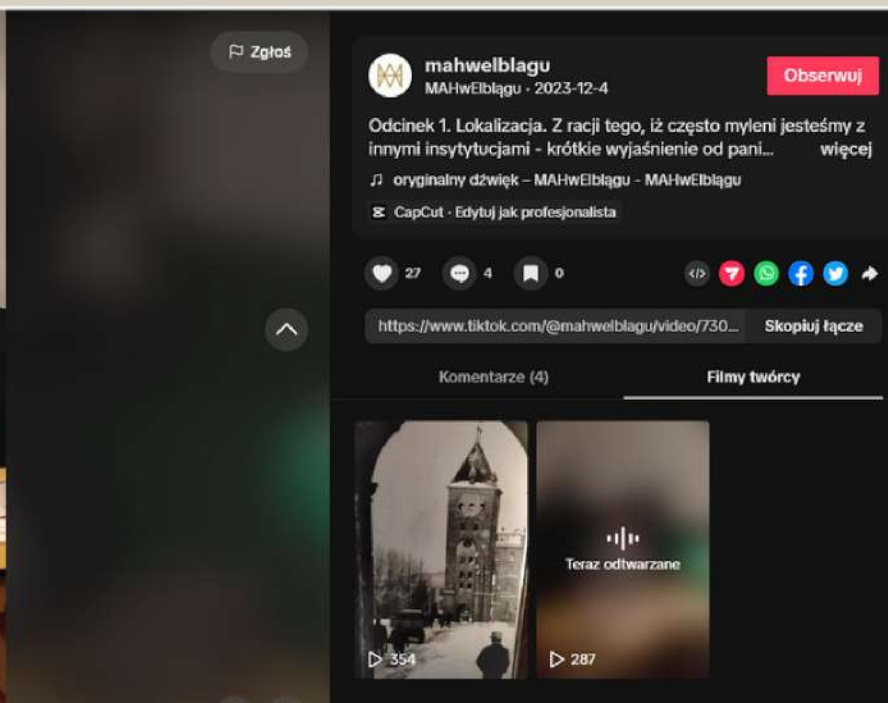 Zgłoś
mahwelblagu
MAHwElblągu · 2023-12-4
Obserwuj
Odcinek 1. Lokalizacja. Z racji tego, iż często myleni jesteśmy z
innymi insytytucjami - krótkie wyjaśnienie od pani... więcej
oryginalny dźwięk – MAHwElblągu - MAHwElblągu
CapCut · Edytuj jak profesjonalista
27 4 0
https://www.tiktok.com/@mahwelblagu/video/730... Skopiuj łącze
Komentarze (4) Filmy twórcy
Teraz odtwarzane
354 287